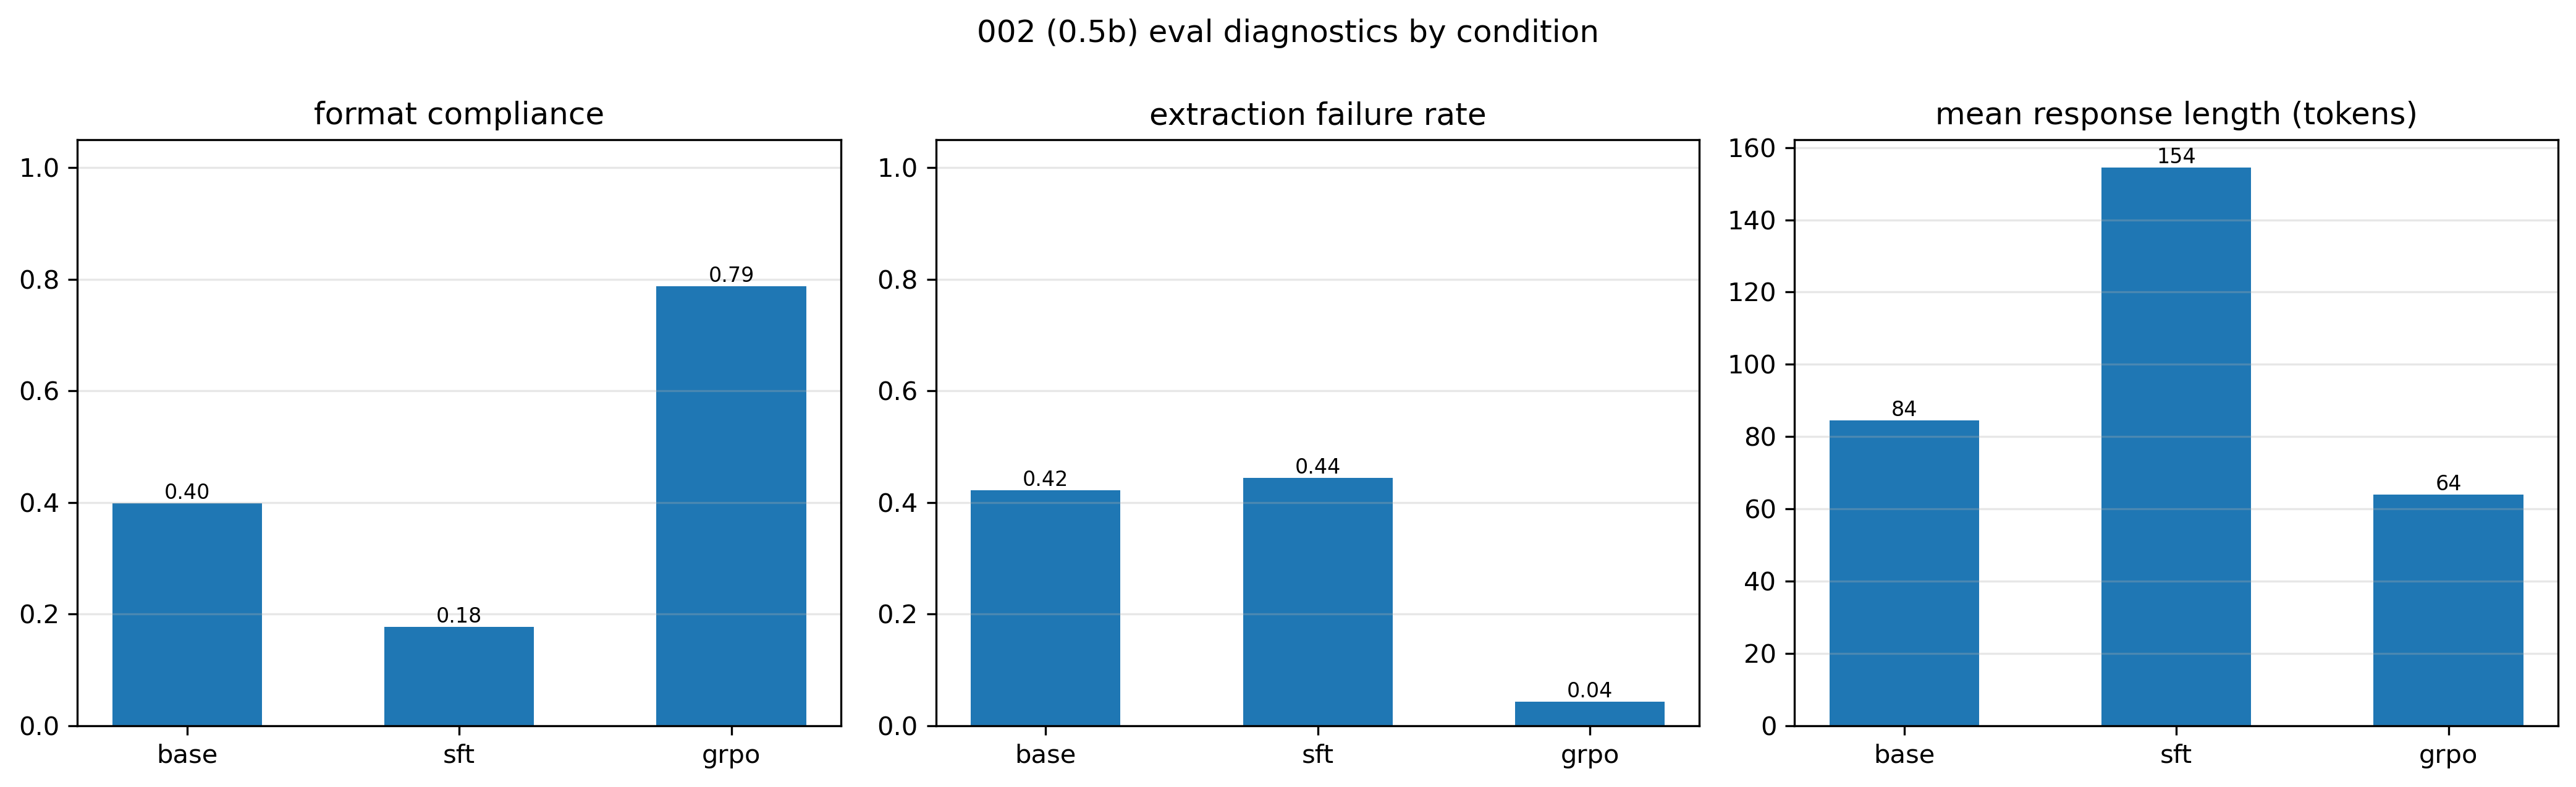 002 (0.5b) eval diagnostics by condition
format compliance
1.0
0.8
0.6
0.4
0.2
0.0
0.40
0.18
0.79
base
sft
grpo
extraction failure rate
1.0
0.8
0.6
0.4
0.2
0.0
0.42
0.44
0.04
base
sft
grpo
mean response length (tokens)
160
140
120
100
80
60
40
20
0
84
154
64
base
sft
grpo